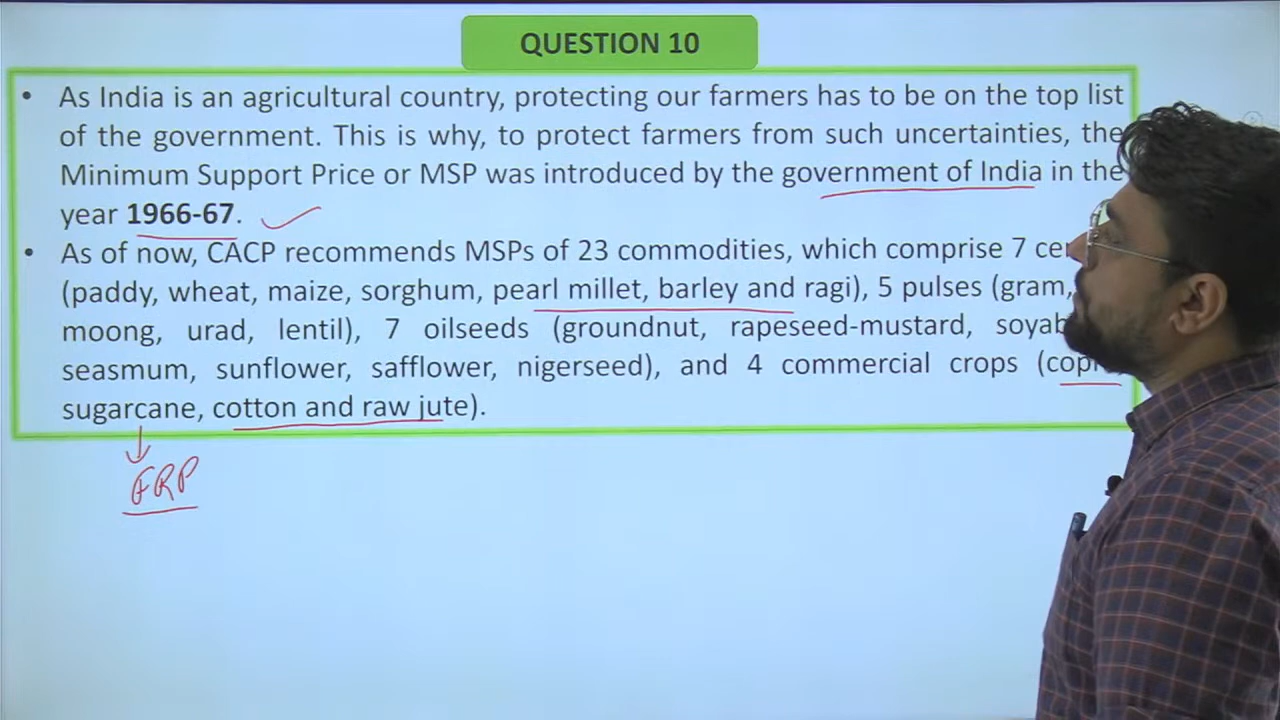 QUESTION 10
• As India is an agricultural country, protecting our farmers has to be on the top list
of the government. This is why, to protect farmers from such uncertainties, the
Minimum Support Price or MSP was introduced by the government of India in the
year 1966-67.
• As of now, CACP recommends MSPs of 23 commodities, which comprise 7
(paddy, wheat, maize, sorghum, pearl millet, barley and ragi), 5 pulses (gram,
moong, urad, lentil), 7 oilseeds (groundnut, rapeseed-mustard,
seasmum, sunflower, safflower, nigerseed), and 4 commercial crops
sugarcane, cotton and raw jute).
FRP